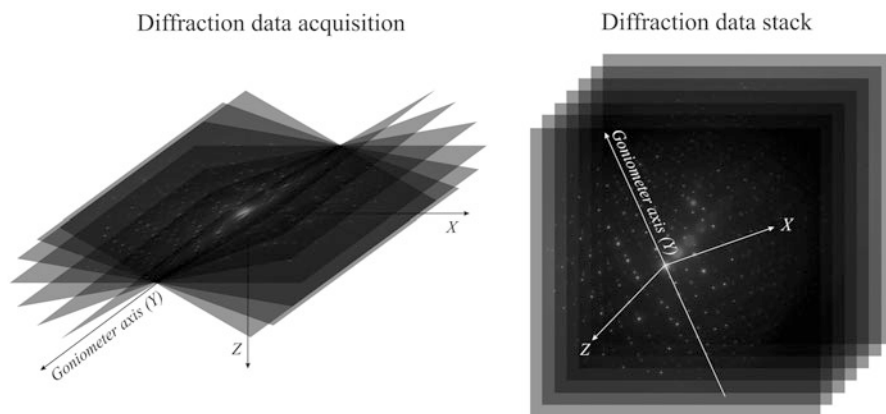 Diffraction data acquisition
X
Goniometer axis (Y)
Z
Diffraction data stack
Goniometer axis (Y)
X
Z